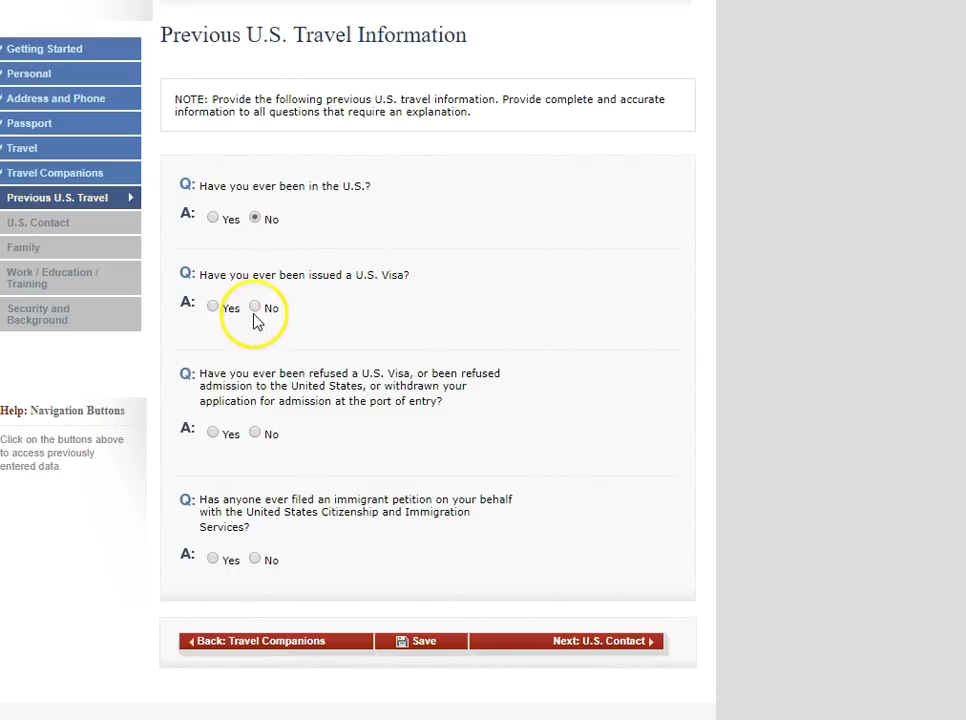 Previous U.S. Travel Information
Getting Started
Personal
Address and Phone
Passport
Travel
Travel Companions
Previous U.S. Travel
U.S. Contact
Family
Work / Education /
Training
Security and
Background
Help: Navigation Buttons
Click on the buttons above
to access previously
entered data.
NOTE: Provide the following previous U.S. travel information. Provide complete and accurate
information to all questions that require an explanation.
Q: Have you ever been in the U.S.?
A: Yes No
Q: Have you ever been issued a U.S. Visa?
A: Yes No
Q: Have you ever been refused a U.S. Visa, or been refused
admission to the United States, or withdrawn your
application for admission at the port of entry?
A: Yes No
Q: Has anyone ever filed an immigrant petition on your behalf
with the United States Citizenship and Immigration
Services?
A: Yes No
Back: Travel Companions Save Next: U.S. Contact